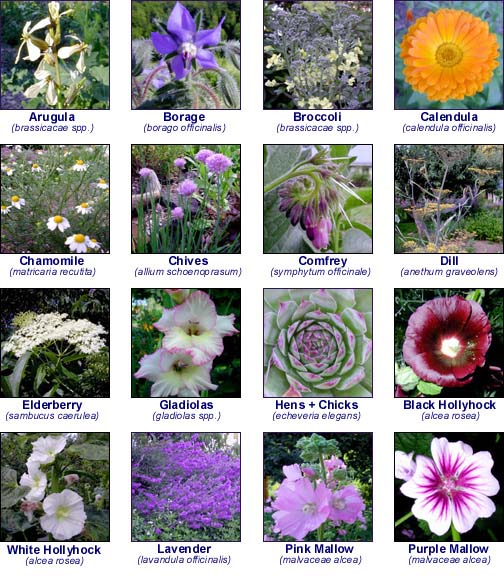 Arugula
(brassicacae spp.)
Borage
(borago officinalis)
Broccoli
(brassicacae spp.)
Calendula
(calendula officinalis)
Chamomile
(matricaria recutita)
Chives
(allium schoenoprasum)
Comfrey
(symphytum officinale)
Dill
(anethum graveolens)
Elderberry
(sambucus caerulea)
Gladiolas
(gladiolas spp.)
Hens + Chicks
(echeveria elegans)
Black Hollyhock
(alcea rosea)
White Hollyhock
(alcea rosea)
Lavender
(lavandula officinalis)
Pink Mallow
(malvaceae alcea)
Purple Mallow
(malvaceae alcea)